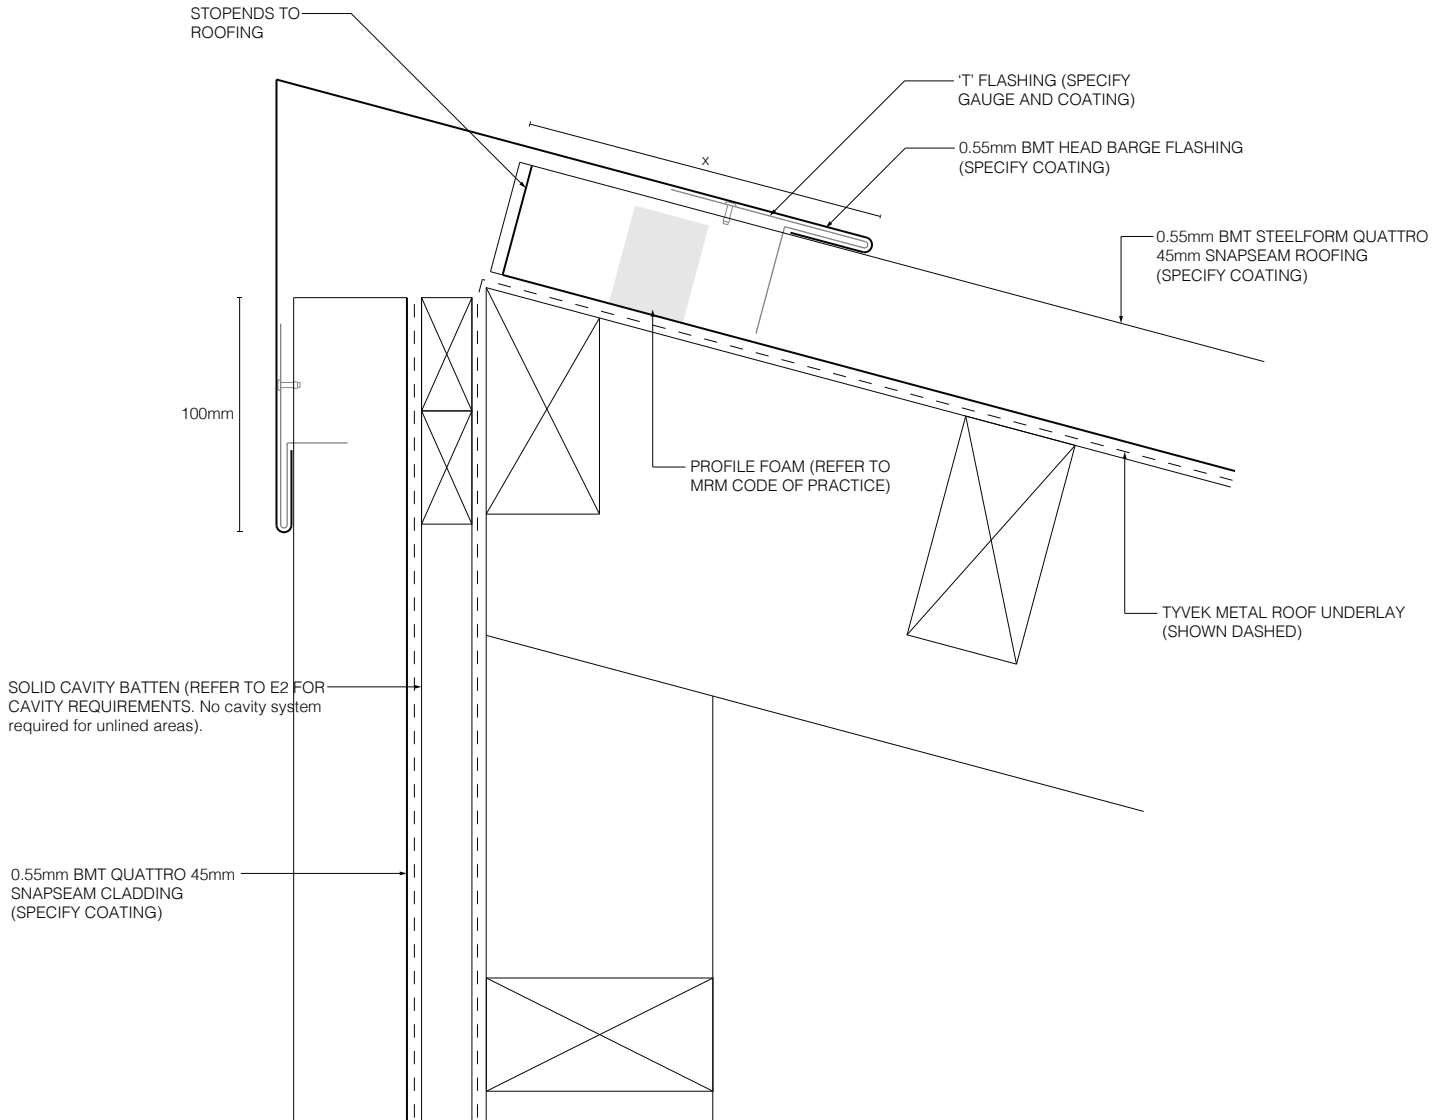 STOPENDS TO
ROOFING
‘T’ FLASHING (SPECIFY
GAUGE AND COATING)
x
0.55mm BMT HEAD BARGE FLASHING
(SPECIFY COATING)
0.55mm BMT STEELFORM QUATTRO
45mm SNAPSEAM ROOFING
(SPECIFY COATING)
100mm
PROFILE FOAM (REFER TO
MRM CODE OF PRACTICE)
TYVEK METAL ROOF UNDERLAY
(SHOWN DASHED)
SOLID CAVITY BATTEN (REFER TO E2 FOR
CAVITY REQUIREMENTS. No cavity system
required for unlined areas).
0.55mm BMT QUATTRO 45mm
SNAPSEAM CLADDING
(SPECIFY COATING)